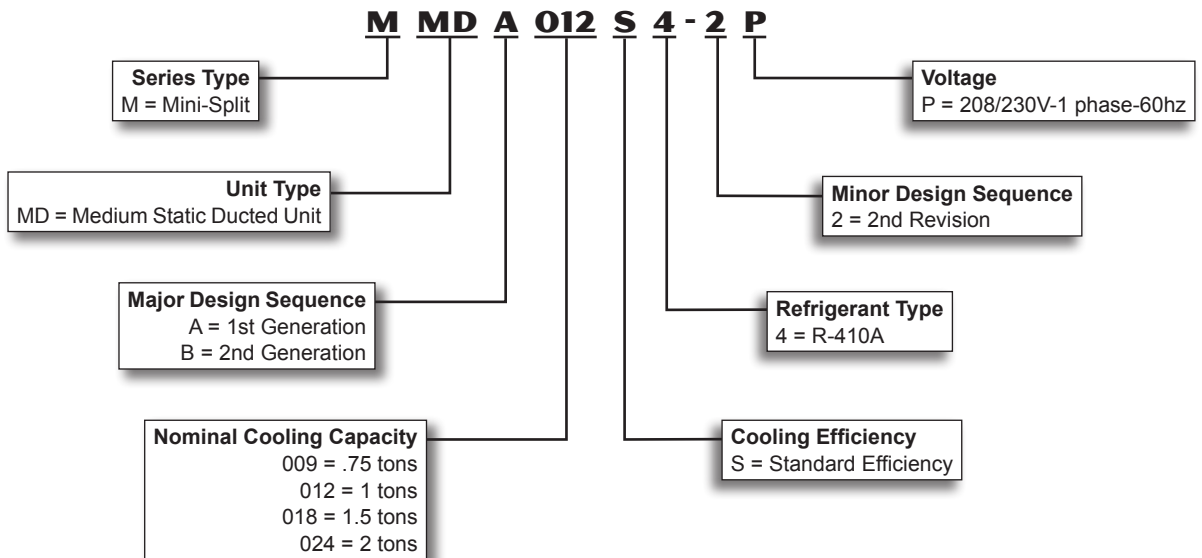 M MD A 012 S 4 - 2 P
Series Type
M = Mini-Split
Voltage
P = 208/230V-1 phase-60hz
Unit Type
MD = Medium Static Ducted Unit
Minor Design Sequence
2 = 2nd Revision
Major Design Sequence
A = 1st Generation
B = 2nd Generation
Refrigerant Type
4 = R-410A
Nominal Cooling Capacity
009 = .75 tons
012 = 1 tons
018 = 1.5 tons
024 = 2 tons
Cooling Efficiency
S = Standard Efficiency